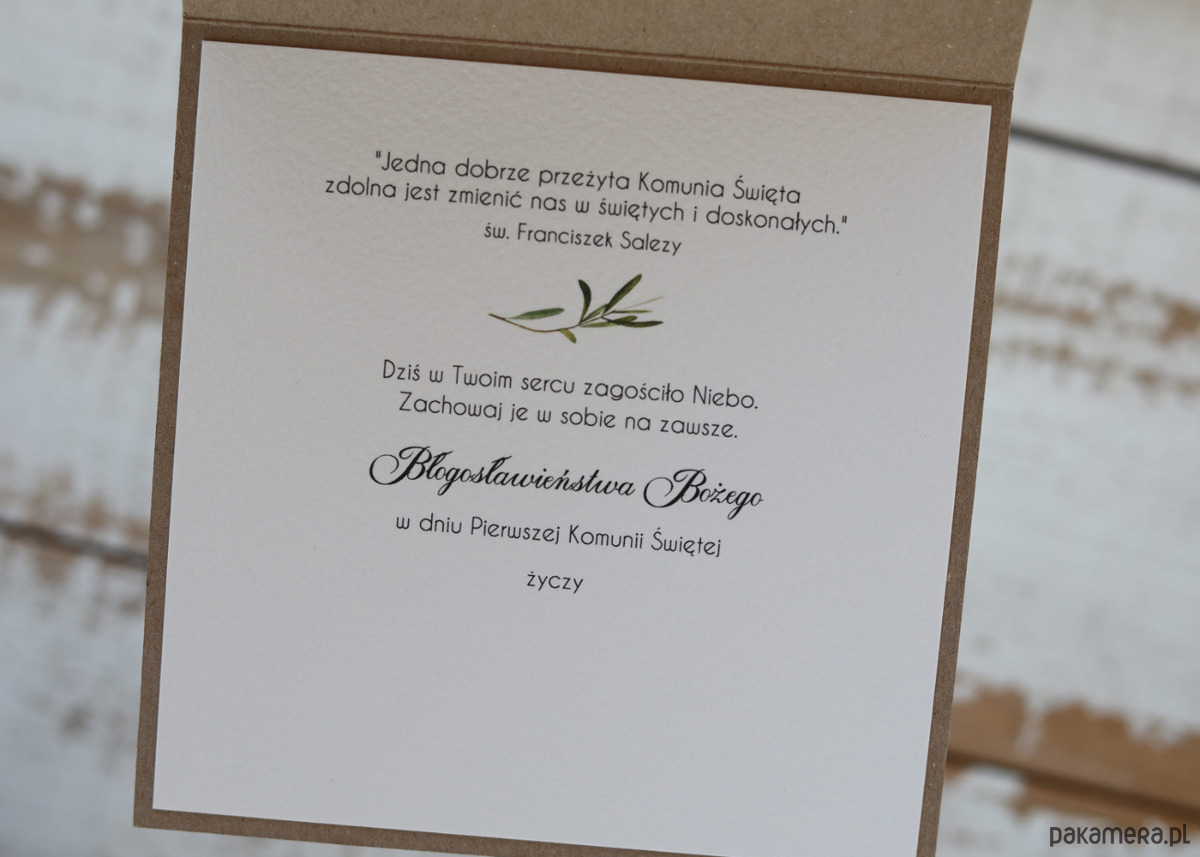 "Jedna dobrze przeżyta Komunia Święta
zdolna jest zmienić nas w świętych i doskonałych."
św. Franciszek Salezy
Dziś w Twoim sercu zagościło Niebo.
Zachowaj je w sobie na zawsze.
Błogosławieństwa Bożego
w dniu Pierwszej Komunii Świętej
życzy
pakamera.pl